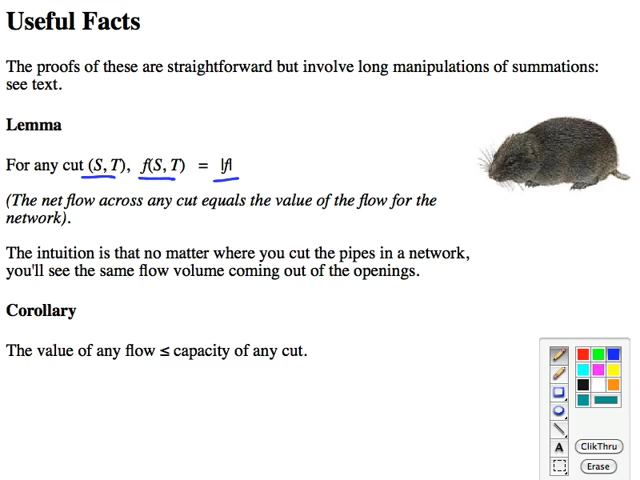 Useful Facts
The proofs of these are straightforward but involve long manipulations of summations:
see text.
Lemma
For any cut (S, T), f(S, T) = |f|
(The net flow across any cut equals the value of the flow for the
network).
The intuition is that no matter where you cut the pipes in a network,
you'll see the same flow volume coming out of the openings.
Corollary
The value of any flow ≤ capacity of any cut.
A
ClikThru
Erase